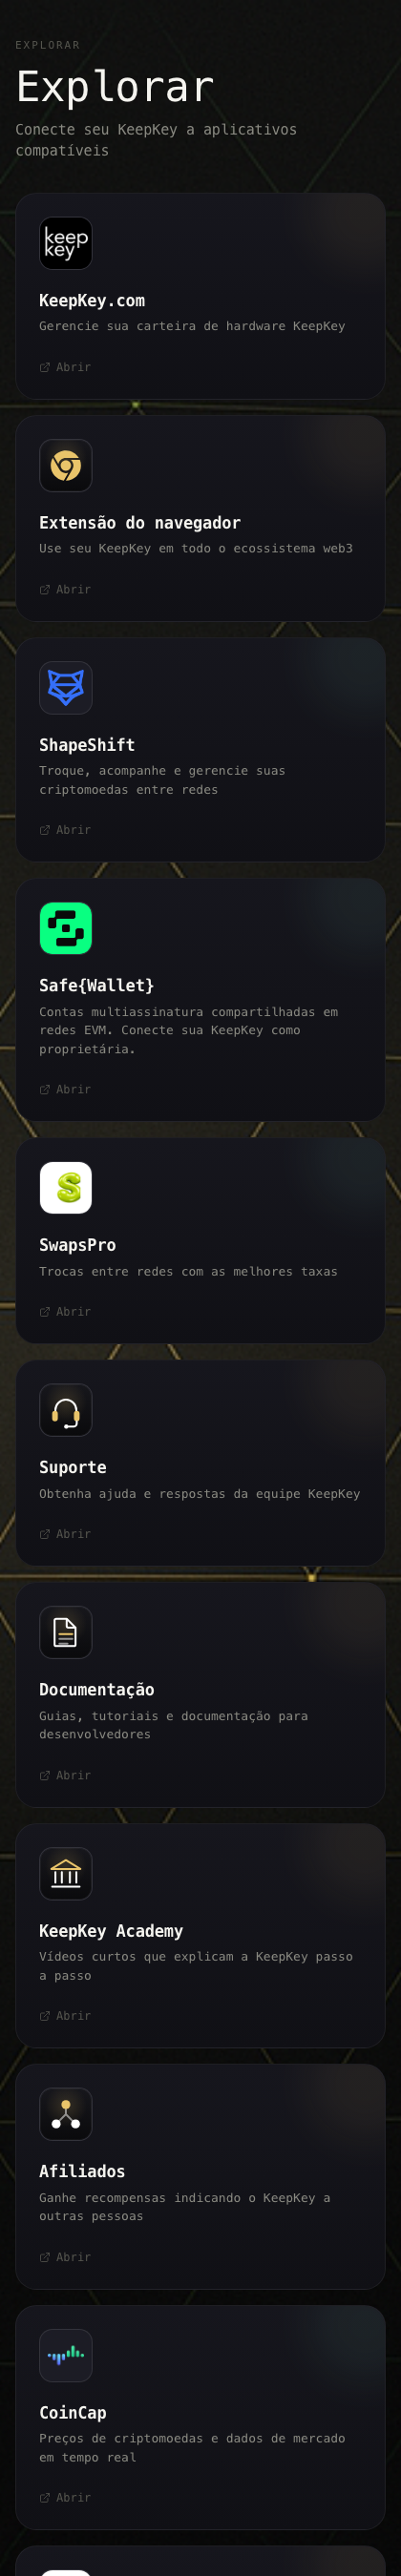 EXPLORAR
Explorar
Conecte seu KeepKey a aplicativos
compatíveis
keep
key
KeepKey.com
Gerencie sua carteira de hardware KeepKey
Abrir
Extensão do navegador
Use seu KeepKey em todo o ecossistema web3
Abrir
ShapeShift
Troque, acompanhe e gerencie suas
criptomoedas entre redes
Abrir
Safe{Wallet}
Contas multiassinatura compartilhadas em
redes EVM. Conecte sua KeepKey como
proprietária.
Abrir
S
SwapsPro
Trocas entre redes com as melhores taxas
Abrir
Suporte
Obtenha ajuda e respostas da equipe KeepKey
Abrir
Documentação
Guias, tutoriais e documentação para
desenvolvedores
Abrir
KeepKey Academy
Vídeos curtos que explicam a KeepKey passo
a passo
Abrir
Afiliados
Ganhe recompensas indicando o KeepKey a
outras pessoas
Abrir
CoinCap
Preços de criptomoedas e dados de mercado
em tempo real
Abrir